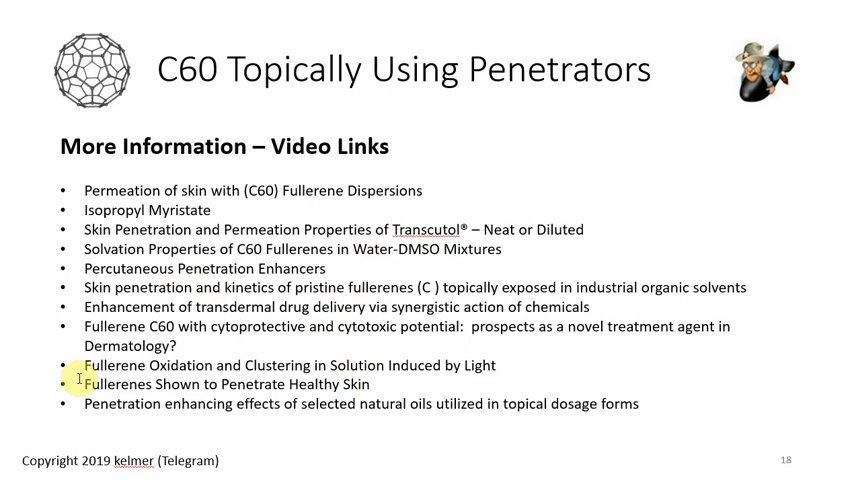 C60 Topically Using Penetrators
More Information – Video Links
• Permeation of skin with (C60) Fullerene Dispersions
• Isopropyl Myristate
• Skin Penetration and Permeation Properties of Transcutol® – Neat or Diluted
• Solvation Properties of C60 Fullerenes in Water-DMSO Mixtures
• Percutaneous Penetration Enhancers
• Skin penetration and kinetics of pristine fullerenes (C ) topically exposed in industrial organic solvents
• Enhancement of transdermal drug delivery via synergistic action of chemicals
• Fullerene C60 with cytoprotective and cytotoxic potential:  prospects as a novel treatment agent in
Dermatology?
• Fullerene Oxidation and Clustering in Solution Induced by Light
• Fullerenes Shown to Penetrate Healthy Skin
• Penetration enhancing effects of selected natural oils utilized in topical dosage forms
Copyright 2019 kelmer (Telegram)
18